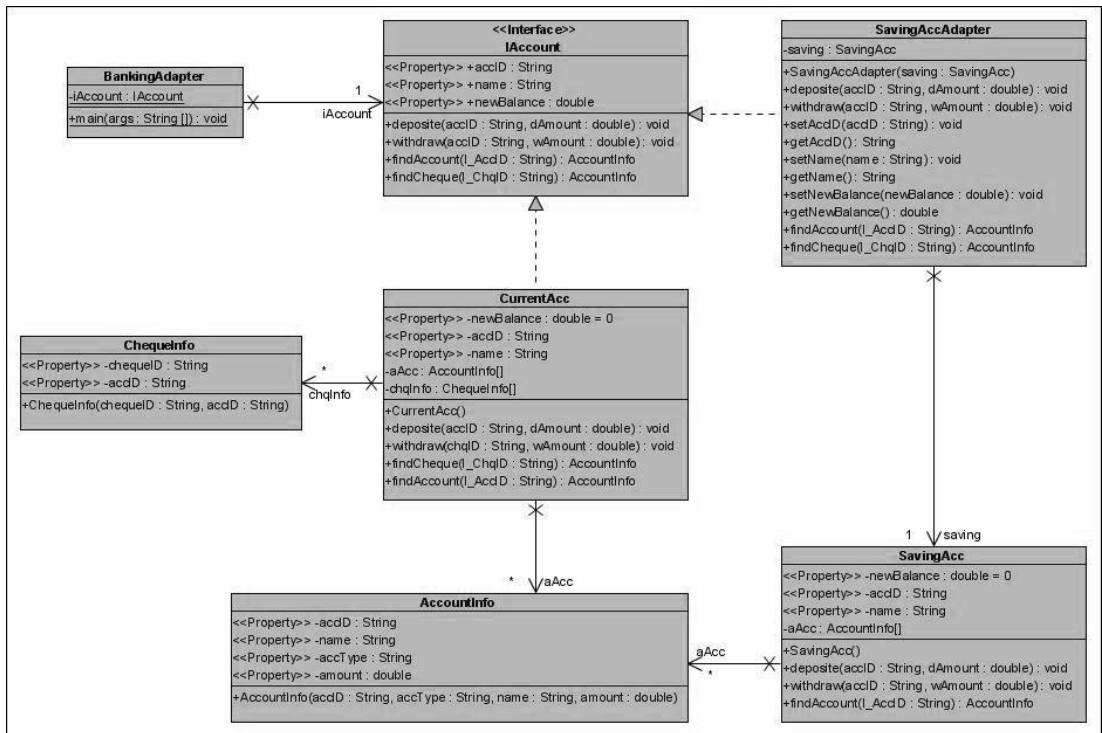 BankingAdapter
-iAccount : IAccount
+main(args : String []) : void
1
iAccount
<<Interface>>
IAccount
<<Property>> +accID : String
<<Property>> +name : String
<<Property>> +newBalance : double
+deposite(accID : String, dAmount : double) : void
+withdraw(accID : String, wAmount : double) : void
+findAccount(l_AccID : String) : AccountInfo
+findCheque(l_ChqID : String) : AccountInfo
SavingAccAdapter
-saving : SavingAcc
+SavingAccAdapter(saving : SavingAcc)
+deposite(accID : String, dAmount : double) : void
+withdraw(accID : String, wAmount : double) : void
+setAccID(accID : String) : void
+getAccID() : String
+setName(name : String) : void
+getName() : String
+setNewBalance(newBalance : double) : void
+getNewBalance() : double
+findAccount(l_AccID : String) : AccountInfo
+findCheque(l_ChqID : String) : AccountInfo
ChequeInfo
<<Property>> -chequeID : String
<<Property>> -accID : String
+ChequeInfo(chequeID : String, accID : String)
*
chqInfo
CurrentAcc
<<Property>> -newBalance : double = 0
<<Property>> -accID : String
<<Property>> -name : String
-aAcc : AccountInfo[]
-chqInfo : ChequeInfo[]
+CurrentAcc()
+deposite(accID : String, dAmount : double) : void
+withdraw(chqID : String, wAmount : double) : void
+findCheque(l_ChqID : String) : AccountInfo
+findAccount(l_AccID : String) : AccountInfo
* aAcc
1 saving
AccountInfo
<<Property>> -accID : String
<<Property>> -name : String
<<Property>> -accType : String
<<Property>> -amount : double
+AccountInfo(accID : String, accType : String, name : String, amount : double)
aAcc
*
SavingAcc
<<Property>> -newBalance : double = 0
<<Property>> -accID : String
<<Property>> -name : String
-aAcc : AccountInfo[]
+SavingAcc()
+deposite(accID : String, dAmount : double) : void
+withdraw(accID : String, wAmount : double) : void
+findAccount(l_AccID : String) : AccountInfo